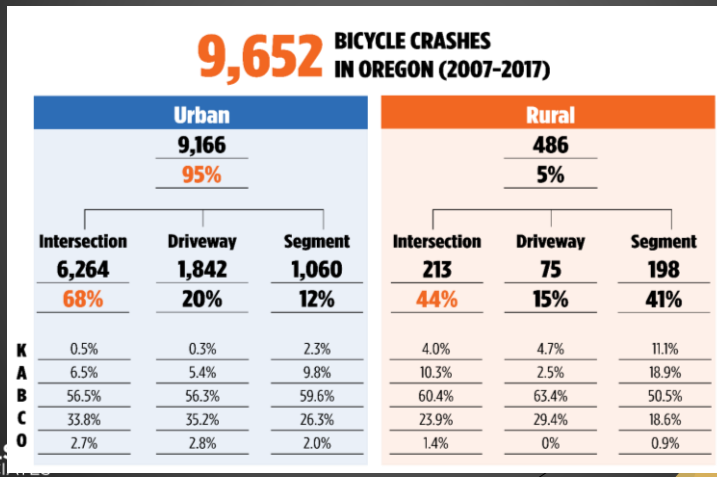 9,652 BICYCLE CRASHES
IN OREGON (2007-2017)
Urban Rural
9,166 486
95% 5%
Intersection Driveway Segment Intersection Driveway Segment
6,264 1,842 1,060 213 75 198
68% 20% 12% 44% 15% 41%
K 0.5% 0.3% 2.3% 4.0% 4.7% 11.1%
A 6.5% 5.4% 9.8% 10.3% 2.5% 18.9%
B 56.5% 56.3% 59.6% 60.4% 63.4% 50.5%
C 33.8% 35.2% 26.3% 23.9% 29.4% 18.6%
O 2.7% 2.8% 2.0% 1.4% 0% 0.9%